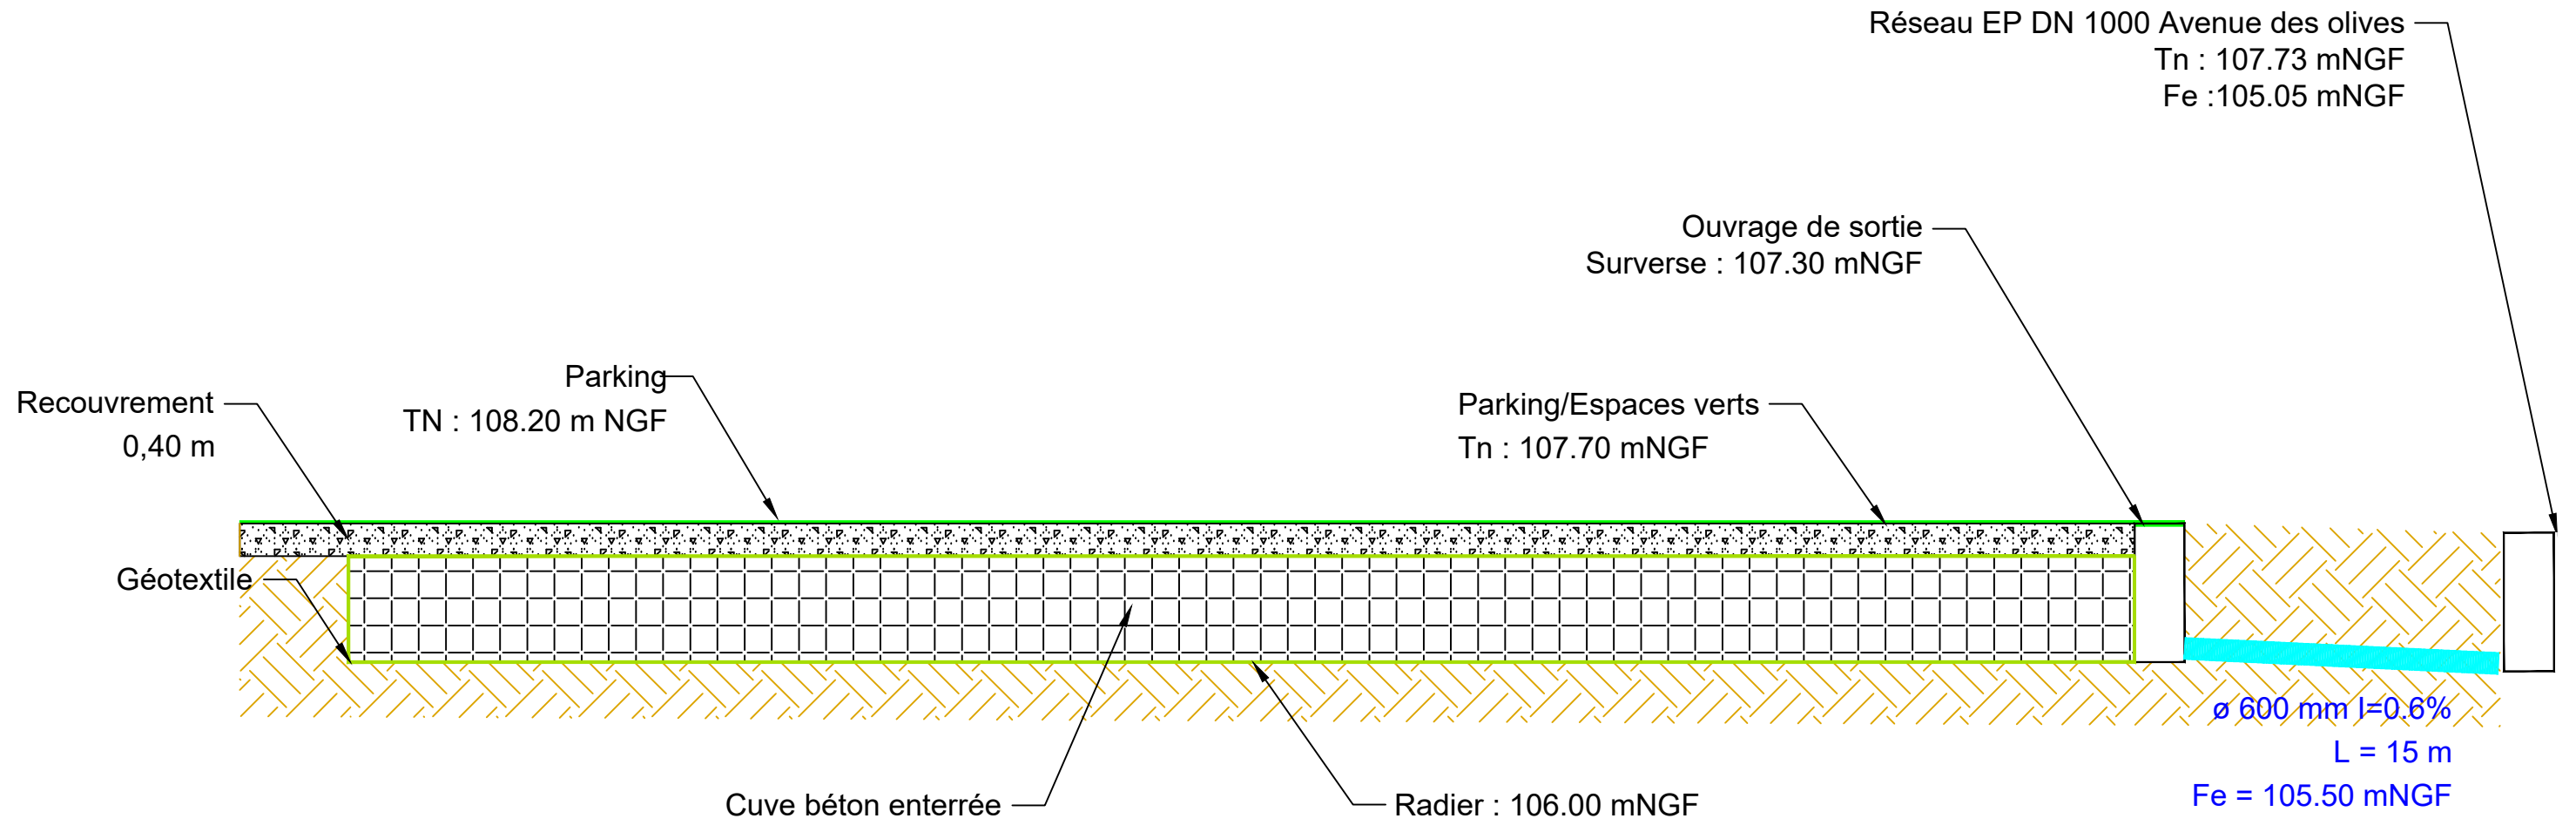 Réseau EP DN 1000 Avenue des olives
Tn : 107.73 mNGF
Fe :105.05 mNGF
Ouvrage de sortie
Surverse : 107.30 mNGF
Parking
TN : 108.20 m NGF
Recouvrement
0,40 m
Parking/Espaces verts
Tn : 107.70 mNGF
Géotextile
ø 600 mm I=0.6%
L = 15 m
Fe = 105.50 mNGF
Cuve béton enterrée
Radier : 106.00 mNGF